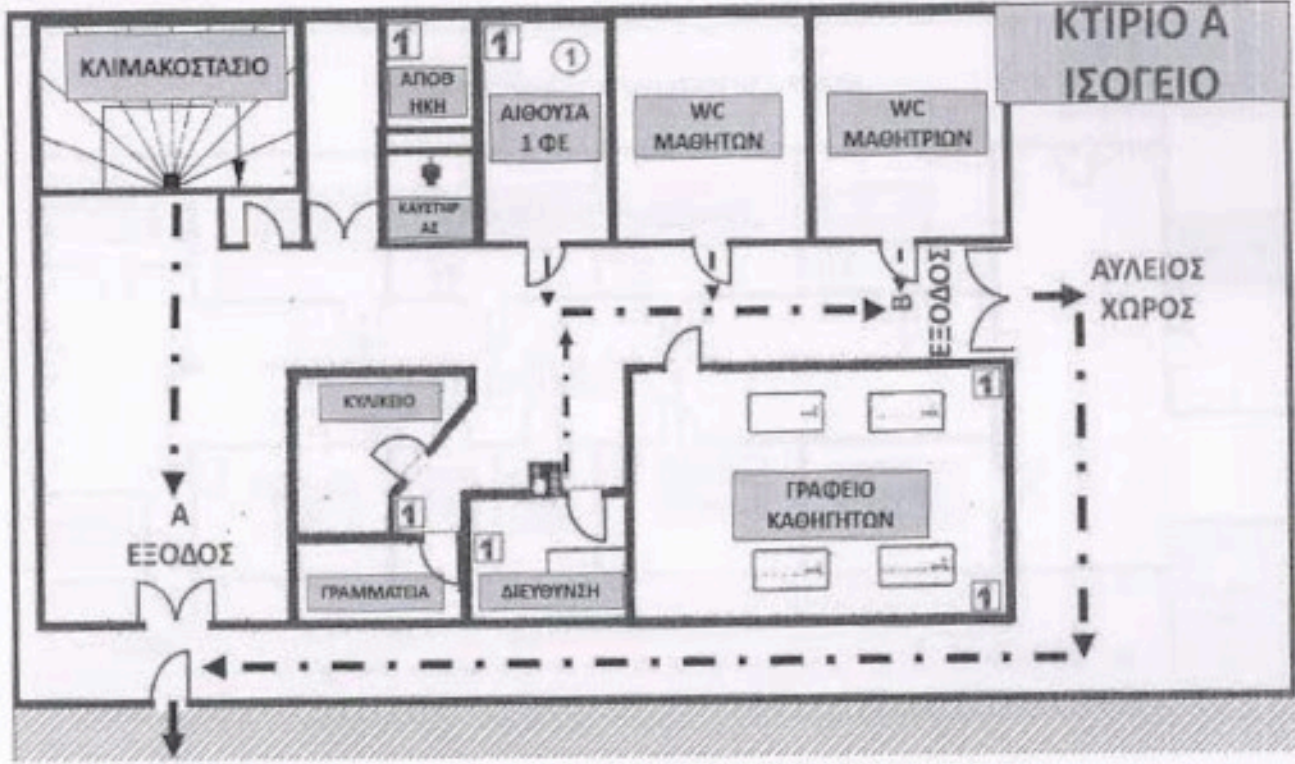 ΚΤΙΡΙΟ Α
ΙΣΟΓΕΙΟ
ΚΛΙΜΑΚΟΣΤΑΣΙΟ
1
ΑΠΟΘ
ΗΚΗ
ΚΑΥΣΤΗΡ
ΑΣ
1
1
ΑΙΘΟΥΣΑ
1 ΦΕ
WC
ΜΑΘΗΤΩΝ
WC
ΜΑΘΗΤΡΙΩΝ
Β
ΕΞΟΔΟΣ
ΑΥΛΕΙΟΣ
ΧΩΡΟΣ
ΚΥΛΙΚΕΙΟ
1
1
ΓΡΑΦΕΙΟ
ΚΑΘΗΓΗΤΩΝ
1
1
Α
ΕΞΟΔΟΣ
ΓΡΑΜΜΑΤΕΙΑ
ΔΙΕΥΘΥΝΣΗ